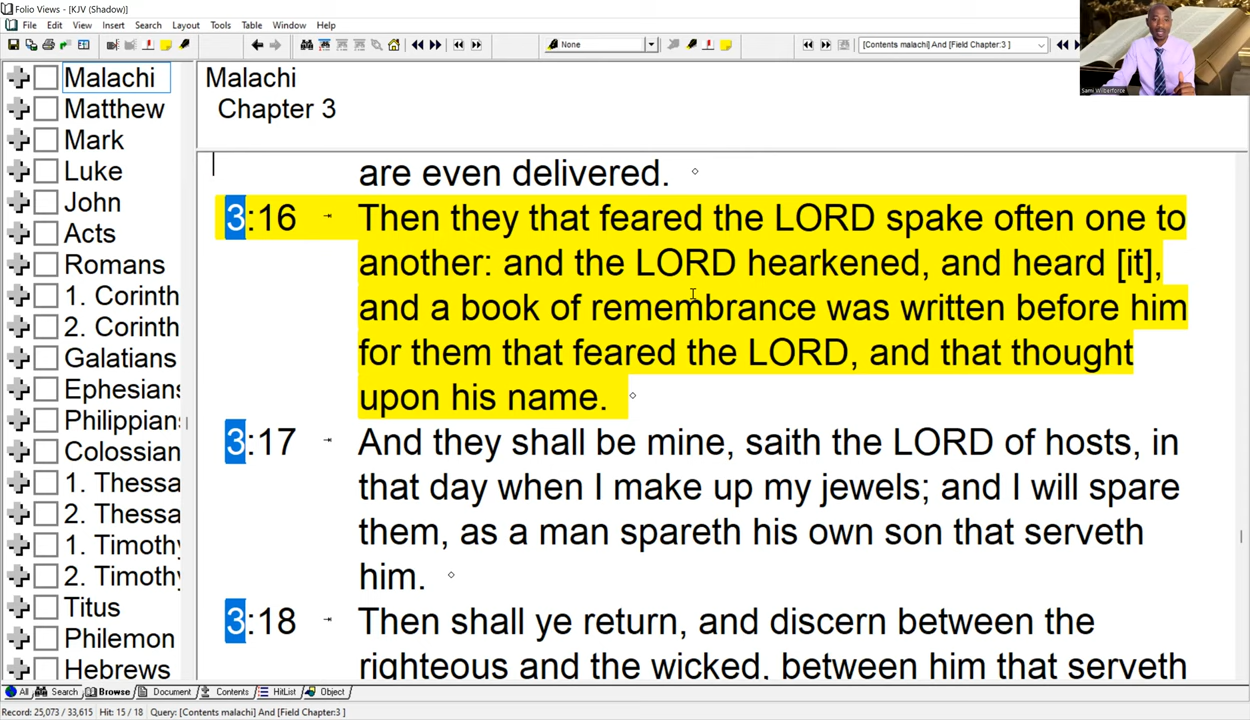 Folio Views - [KJV (Shadow)]
File Edit View Insert Search Layout Tools Table Window Help
None
[Contents malachi] And [Field Chapter:3 ]
Sami Wilberforce
Malachi
Matthew
Mark
Luke
John
Acts
Romans
1. Corinth
2. Corinth
Galatians
Ephesians
Philippians
Colossian
1. Thessa
2. Thessa
1. Timothy
2. Timothy
Titus
Philemon
Hebrews
Malachi
Chapter 3
are even delivered.
3:16 Then they that feared the LORD spake often one to
another: and the LORD hearkened, and heard [it],
and a book of remembrance was written before him
for them that feared the LORD, and that thought
upon his name.
3:17 And they shall be mine, saith the LORD of hosts, in
that day when I make up my jewels; and I will spare
them, as a man spareth his own son that serveth
him.
3:18 Then shall ye return, and discern between the
righteous and the wicked, between him that serveth
All Search Browse Document Contents HitList Object
Record: 25,073 / 33,615 Hit: 15 / 18 Query: [Contents malachi] And [Field Chapter:3 ]